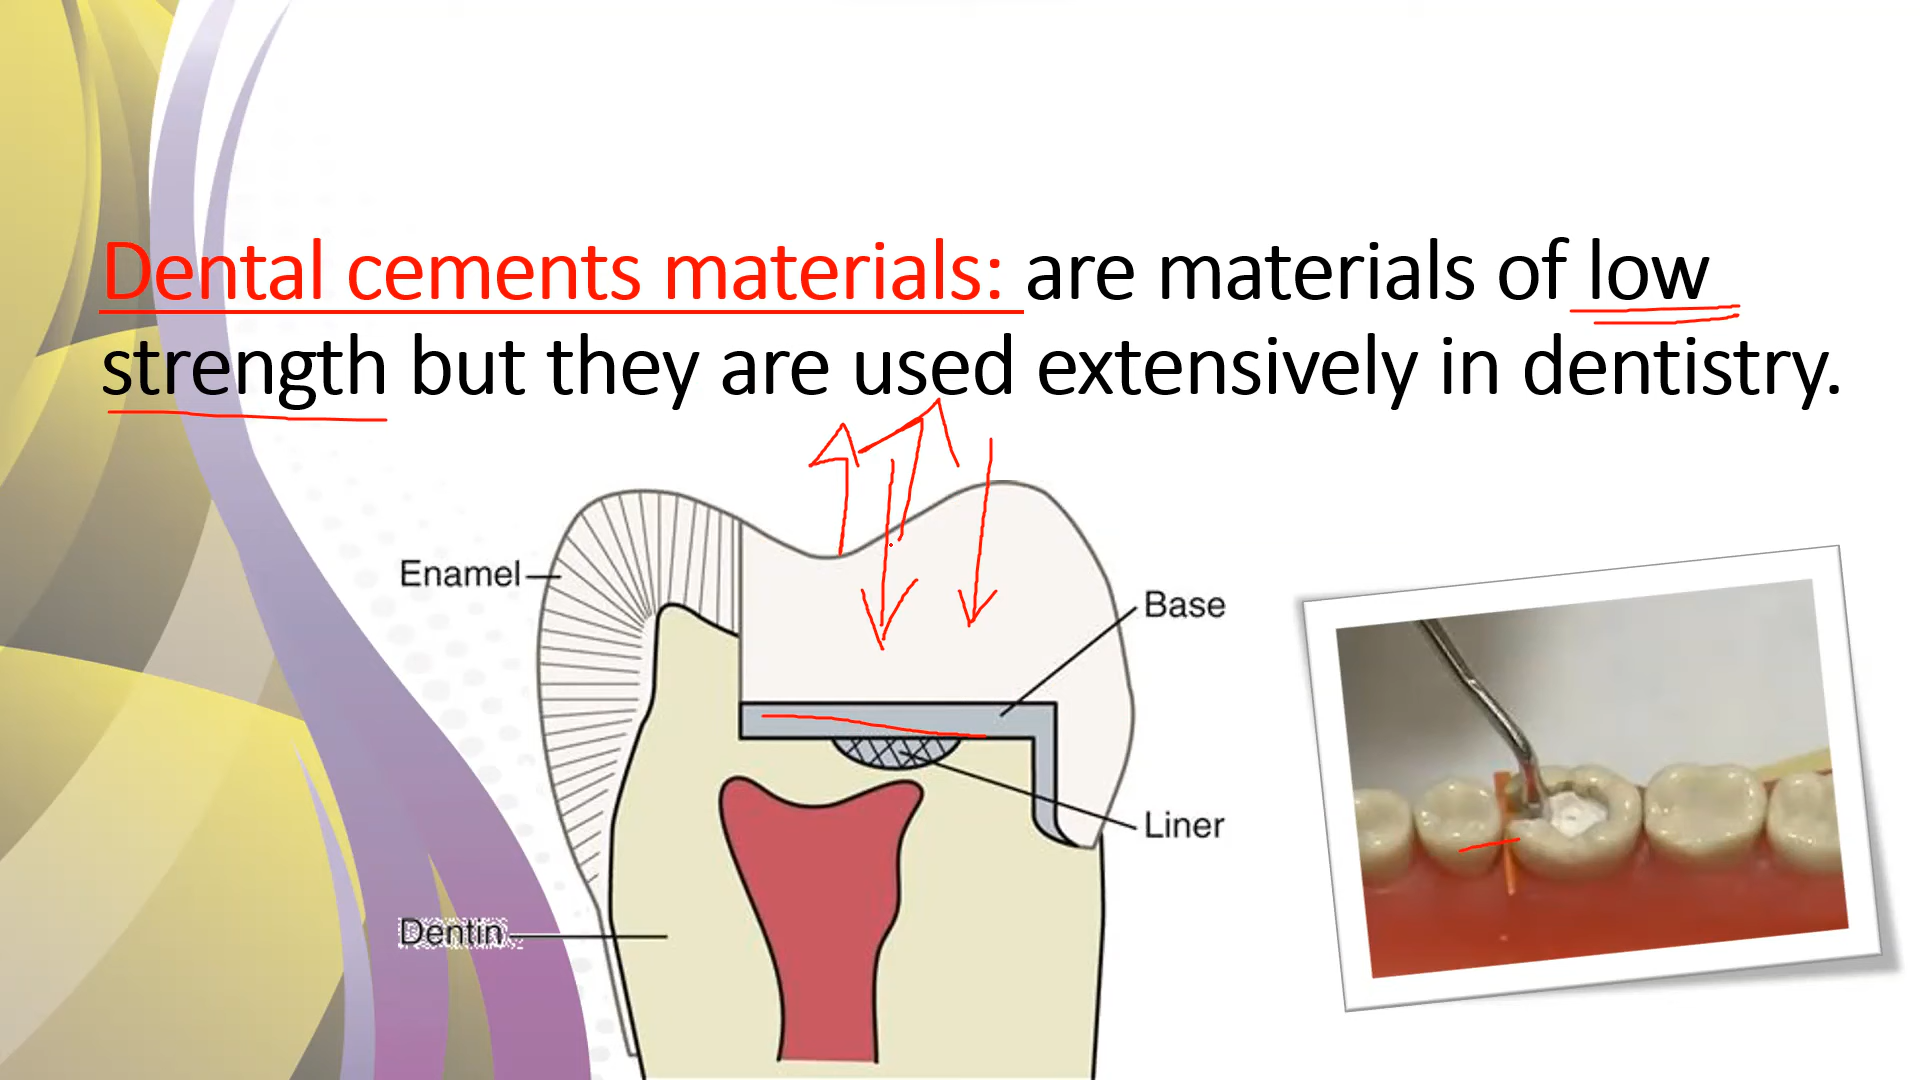 Dental cements materials: are materials of low
strength but they are used extensively in dentistry.
Enamel
Base
Liner
Dentin